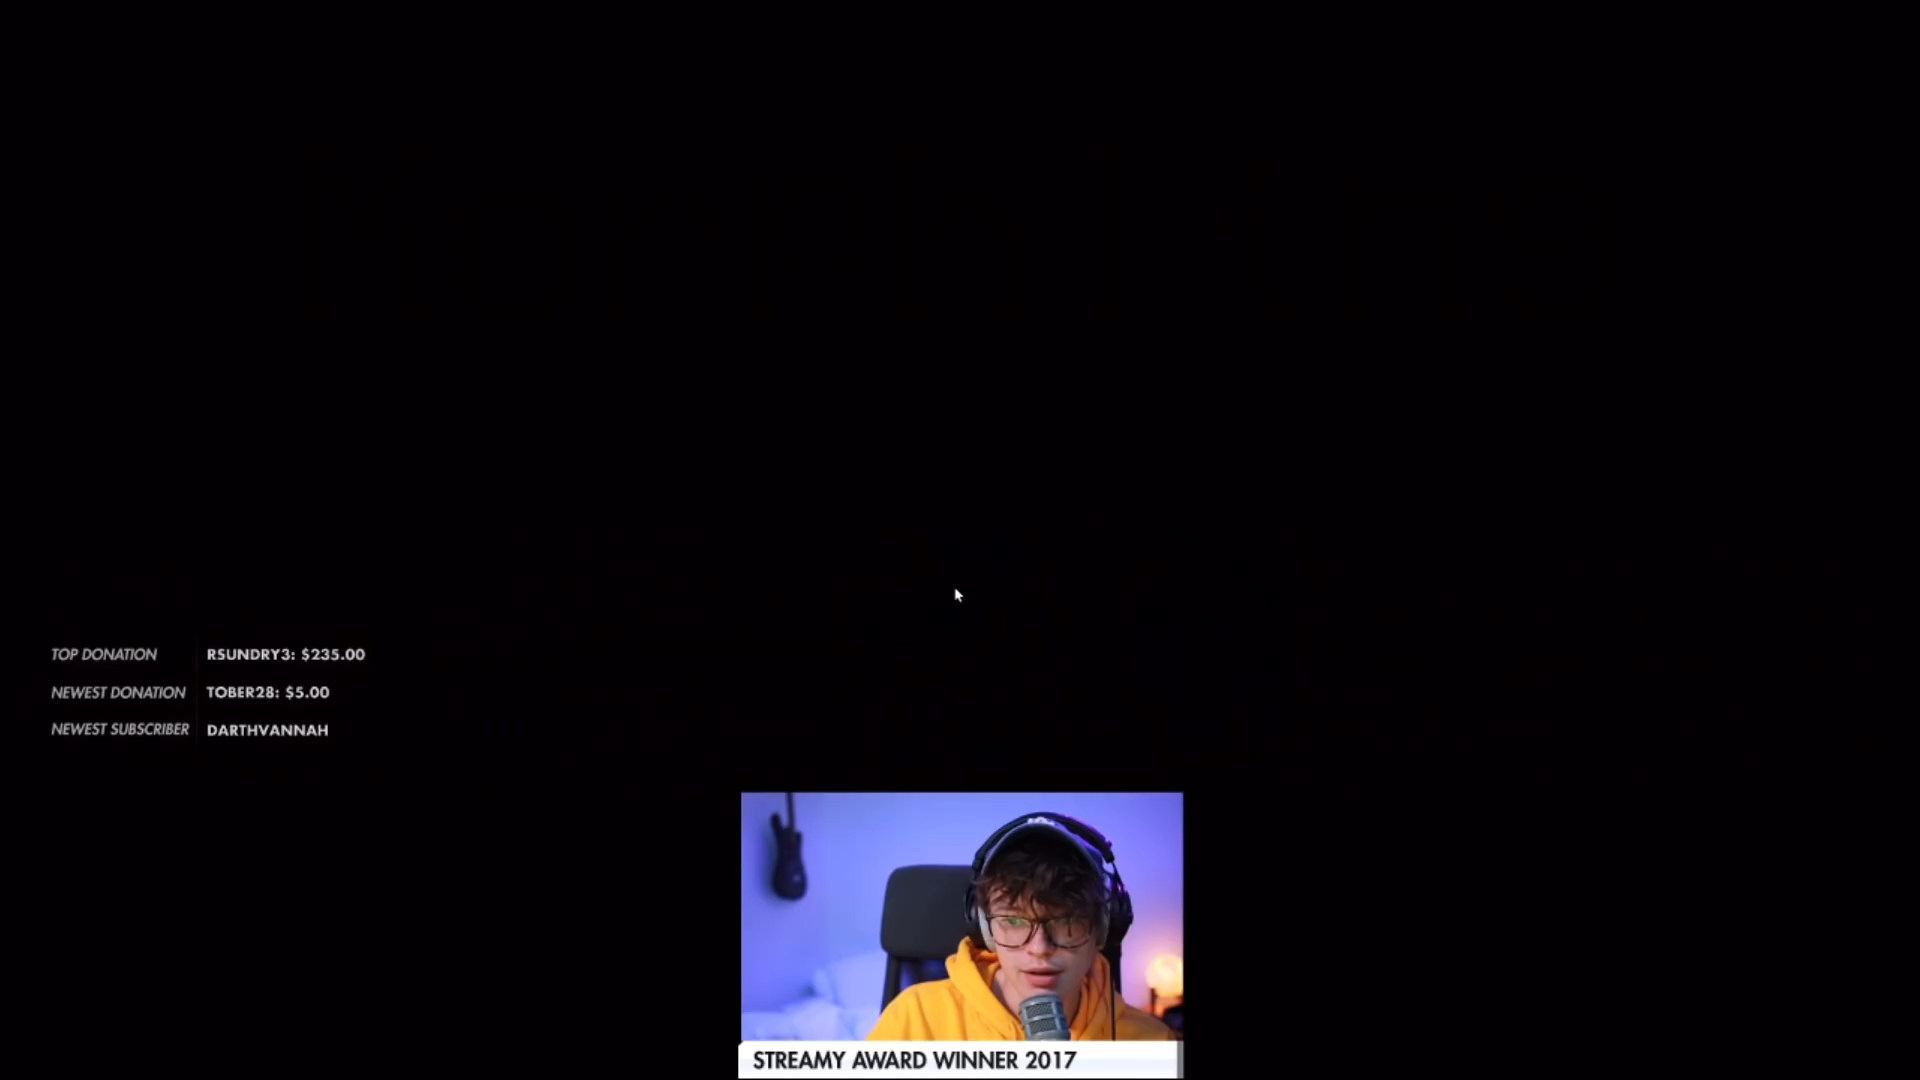 TOP DONATION RSUNDRY3: $235.00
NEWEST DONATION TOBER28: $5.00
NEWEST SUBSCRIBER DARTHVANNAH
STREAMY AWARD WINNER 2017